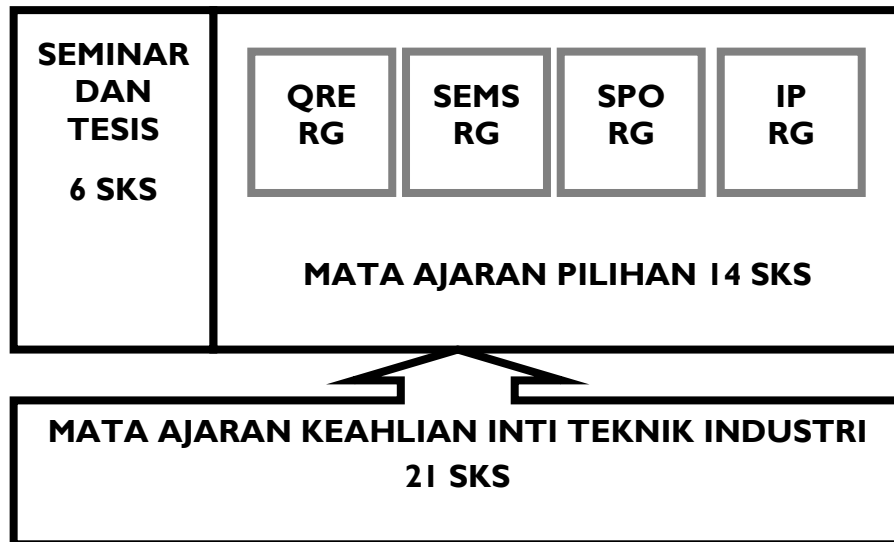 SEMINAR
DAN
TESIS
6 SKS
QRE
RG
SEMS
RG
SPO
RG
IP
RG
MATA AJARAN PILIHAN 14 SKS
MATA AJARAN KEAHLIAN INTI TEKNIK INDUSTRI
21 SKS